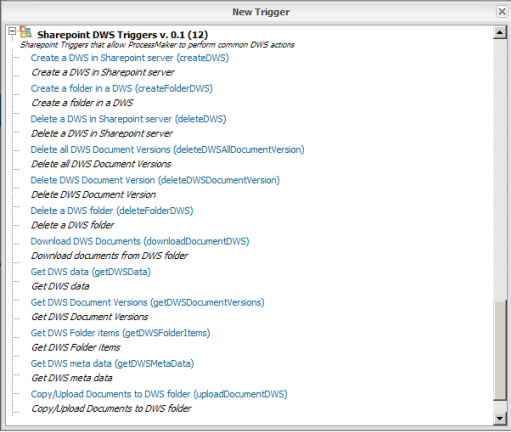 New Trigger
Sharepoint DWS Triggers v. 0.1 (12)
Sharepoint Triggers that allow ProcessMaker to perform common DWS actions
Create a DWS in Sharepoint server (createDWS)
Create a DWS in Sharepoint server
Create a folder in a DWS (createFolderDWS)
Create a folder in a DWS
Delete a DWS in Sharepoint server (deleteDWS)
Delete a DWS in Sharepoint server
Delete all DWS Document Versions (deleteDWSAllDocumentVersion)
Delete all DWS Document Versions
Delete DWS Document Version (deleteDWSDocumentVersion)
Delete DWS Document Version
Delete a DWS folder (deleteFolderDWS)
Delete a DWS folder
Download DWS Documents (downloadDocumentDWS)
Download documents from DWS folder
Get DWS data (getDWSData)
Get DWS data
Get DWS Document Versions (getDWSDocumentVersions)
Get DWS Document Versions
Get DWS Folder items (getDWSFolderItems)
Get DWS Folder items
Get DWS meta data (getDWSMetaData)
Get DWS meta data
Copy/Upload Documents to DWS folder (uploadDocumentDWS)
Copy/Upload Documents to DWS folder